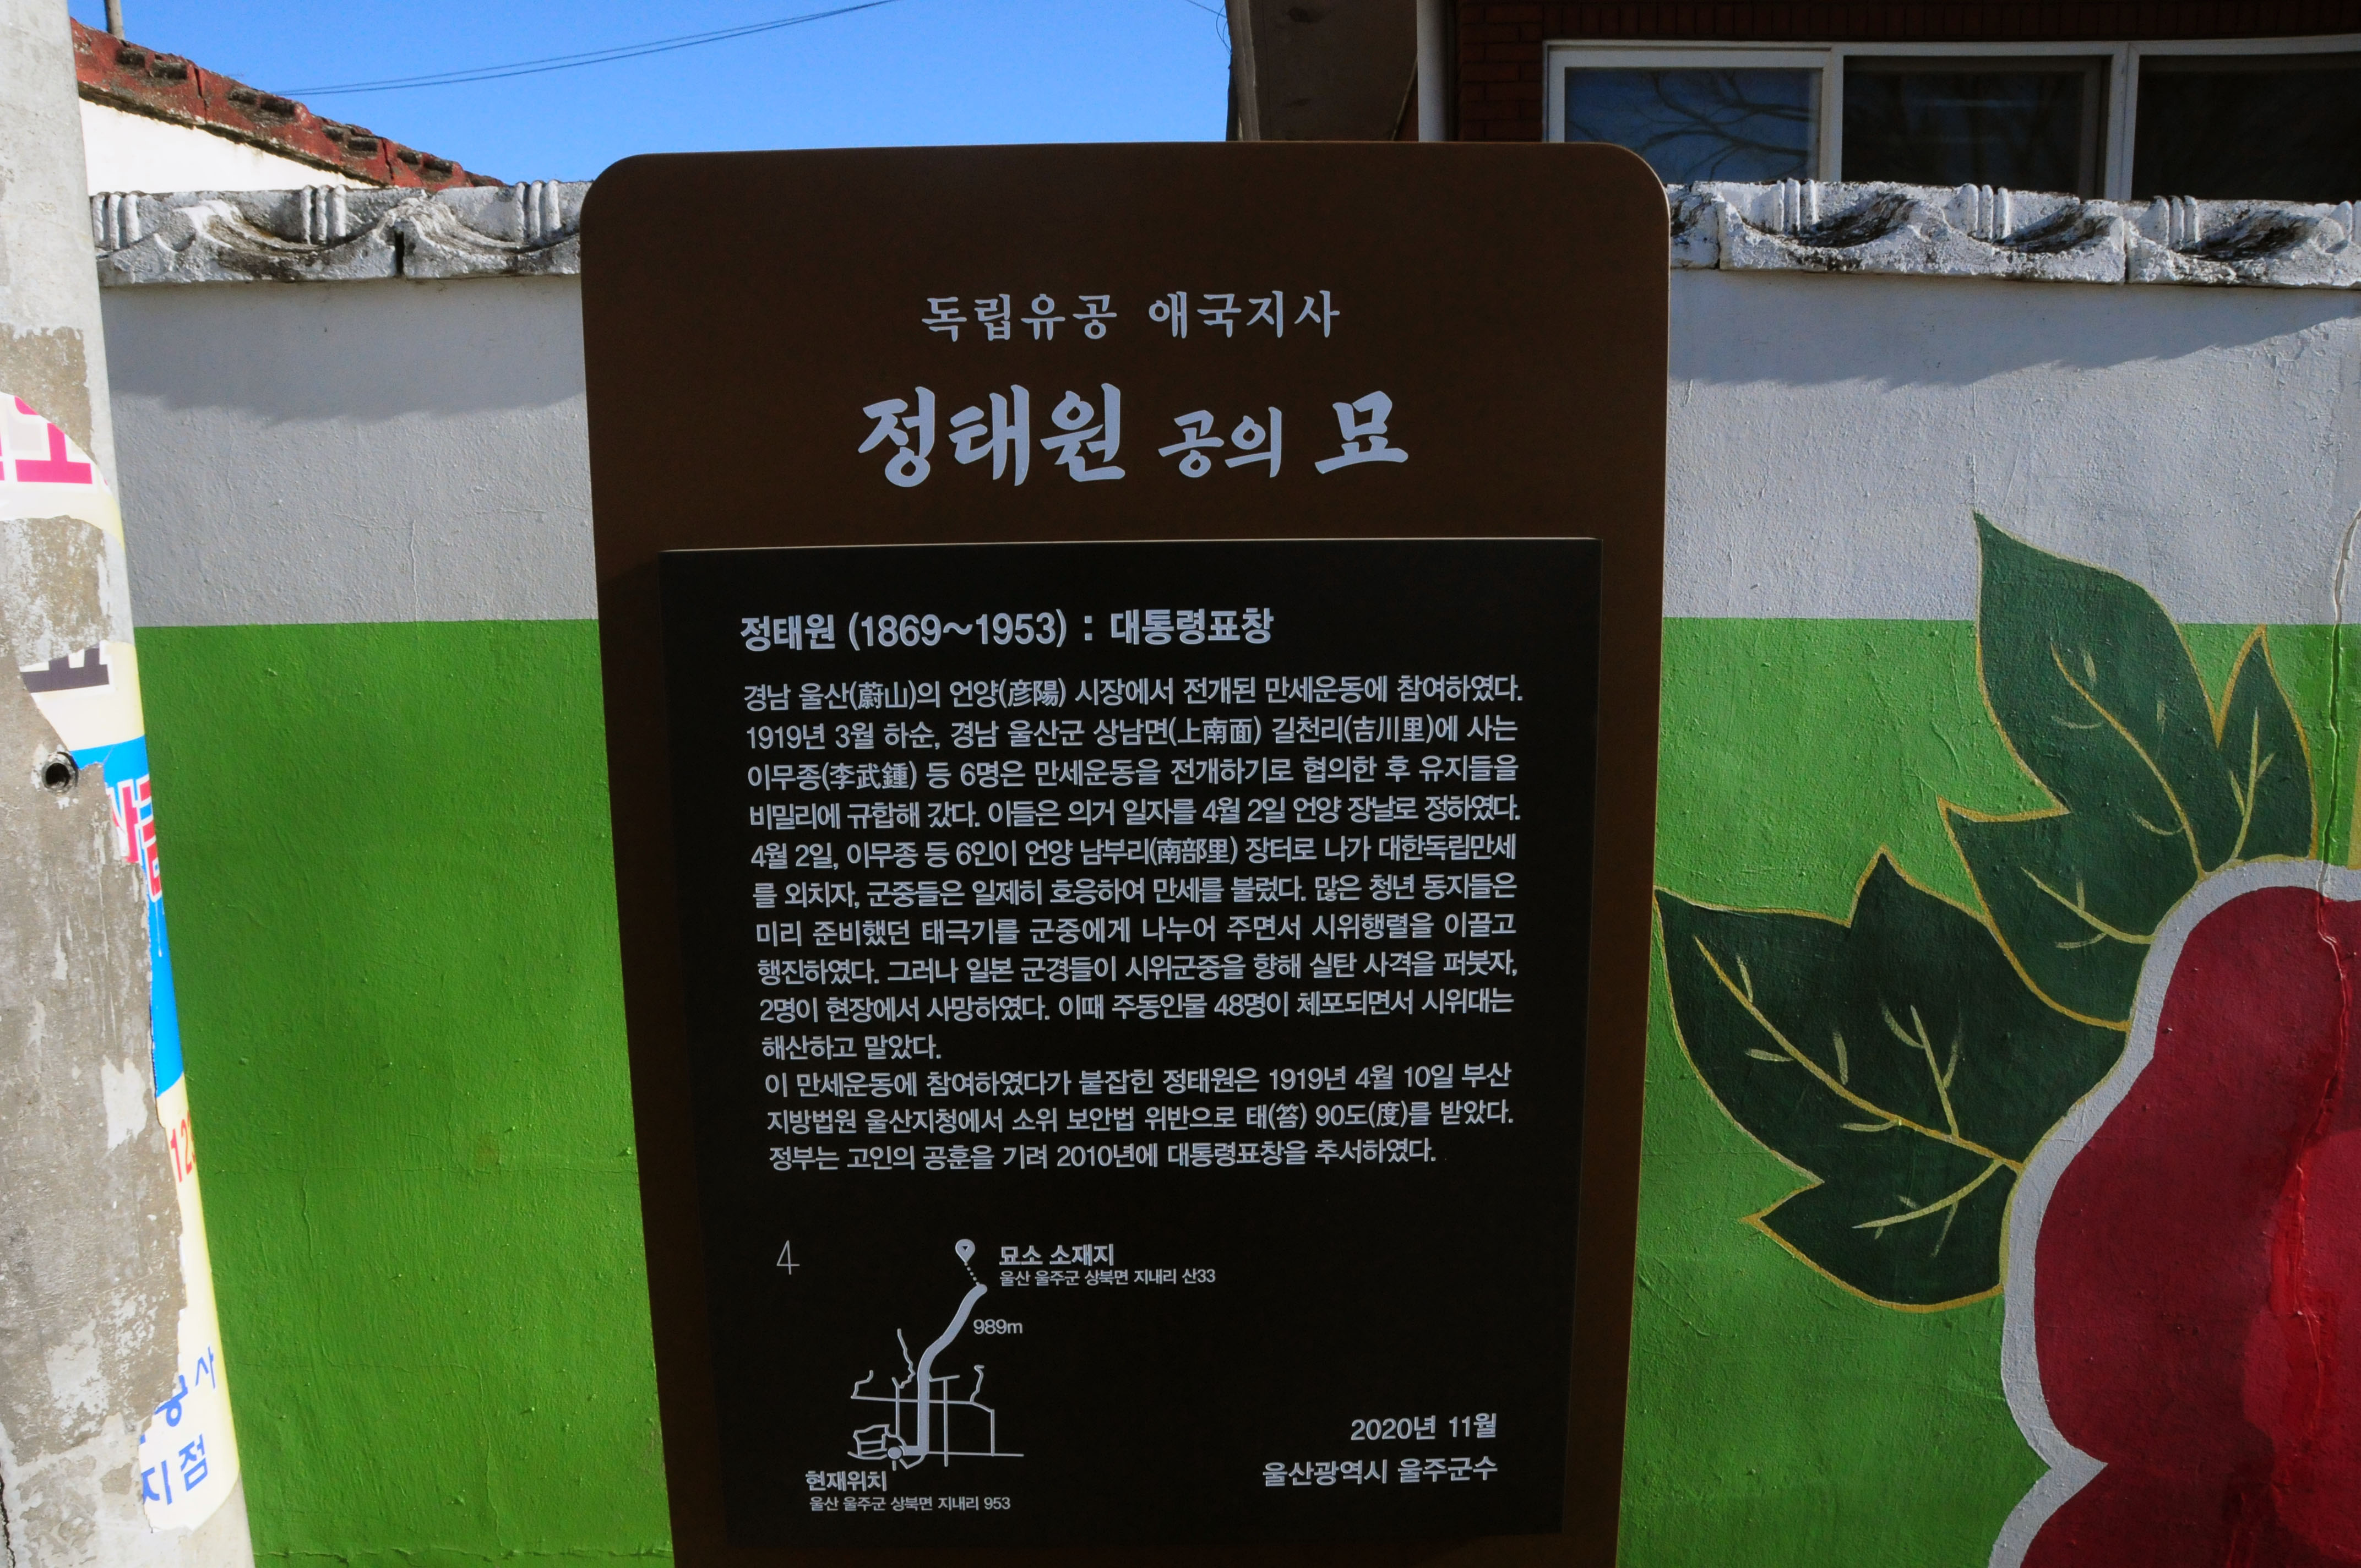 독립유공 애국지사
정태원 공의 묘
정태원 (1869~1953) : 대통령표창
경남 울산(蔚山)의 언양(彦陽) 시장에서 전개된 만세운동에 참여하였다.
1919년 3월 하순, 경남 울산군 상남면(上南面) 길천리(吉川里)에 사는
이무종(李武鍾) 등 6명은 만세운동을 전개하기로 협의한 후 유지들을
비밀리에 규합해 갔다. 이들은 의거 일자를 4월 2일 언양 장날로 정하였다.
4월 2일, 이무종 등 6인이 언양 남부리(南部里) 장터로 나가 대한독립만세
를 외치자, 군중들은 일제히 호응하여 만세를 불렀다. 많은 청년 동지들은
미리 준비했던 태극기를 군중에게 나누어 주면서 시위행렬을 이끌고
행진하였다. 그러나 일본 군경들이 시위군중을 향해 실탄 사격을 퍼붓자,
2명이 현장에서 사망하였다. 이때 주동인물 48명이 체포되면서 시위대는
해산하고 말았다.
이 만세운동에 참여하였다가 붙잡힌 정태원은 1919년 4월 10일 부산
지방법원 울산지청에서 소위 보안법 위반으로 태(笞) 90도(度)를 받았다.
정부는 고인의 공훈을 기려 2010년에 대통령표창을 추서하였다.
4
묘소 소재지
울산 울주군 상북면 지내리 산33
989m
현재위치
울산 울주군 상북면 지내리 953
2020년 11월
울산광역시 울주군수
지점